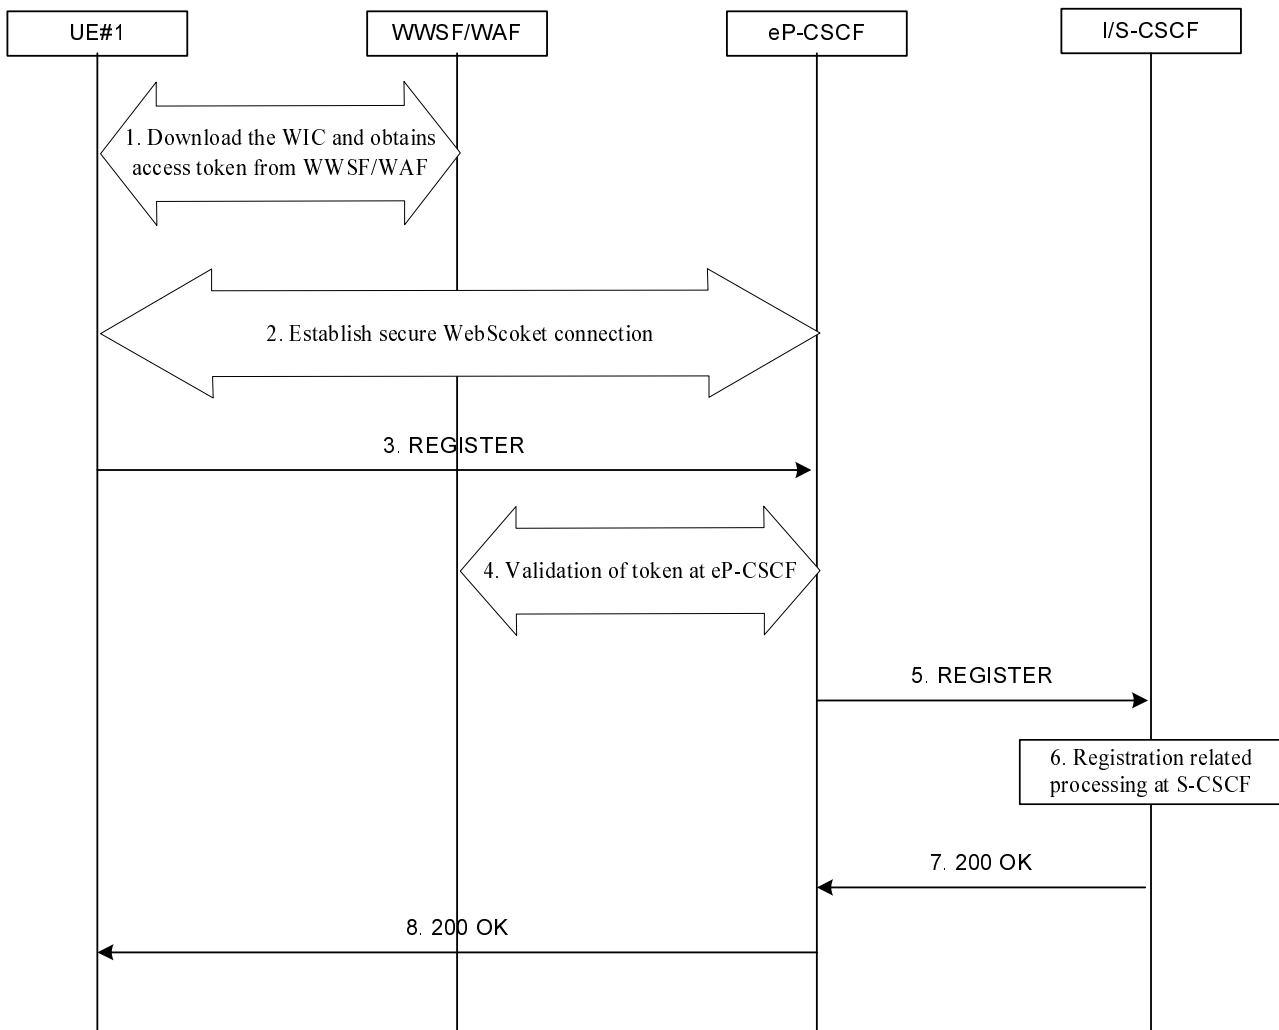 UE#1
WWSF/WAF
eP-CSCF
I/S-CSCF
1. Download the WIC and obtains
access token from WWSF/WAF
2. Establish secure WebScoket connection
3. REGISTER
4. Validation of token at eP-CSCF
5. REGISTER
6. Registration related
processing at S-CSCF
7. 200 OK
8. 200 OK